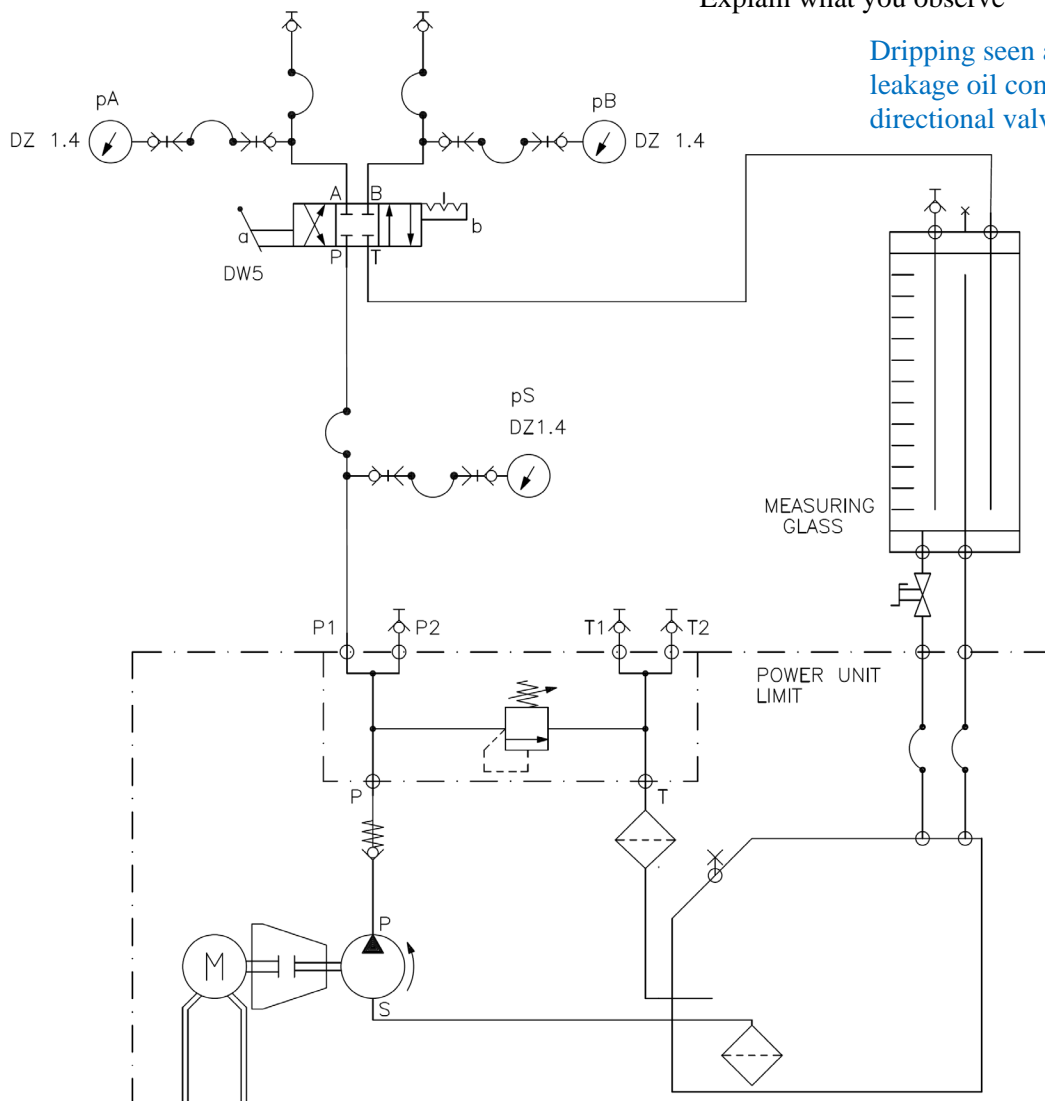 Explain what you observe
Dripping seen a
leakage oil con
directional valv
pA
pB
DZ 1.4
DZ 1.4
A B
a
b
P T
DW5
pS
DZ1.4
MEASURING
GLASS
P1
P2
T1
T2
POWER UNIT
LIMIT
P
T
P
M
S